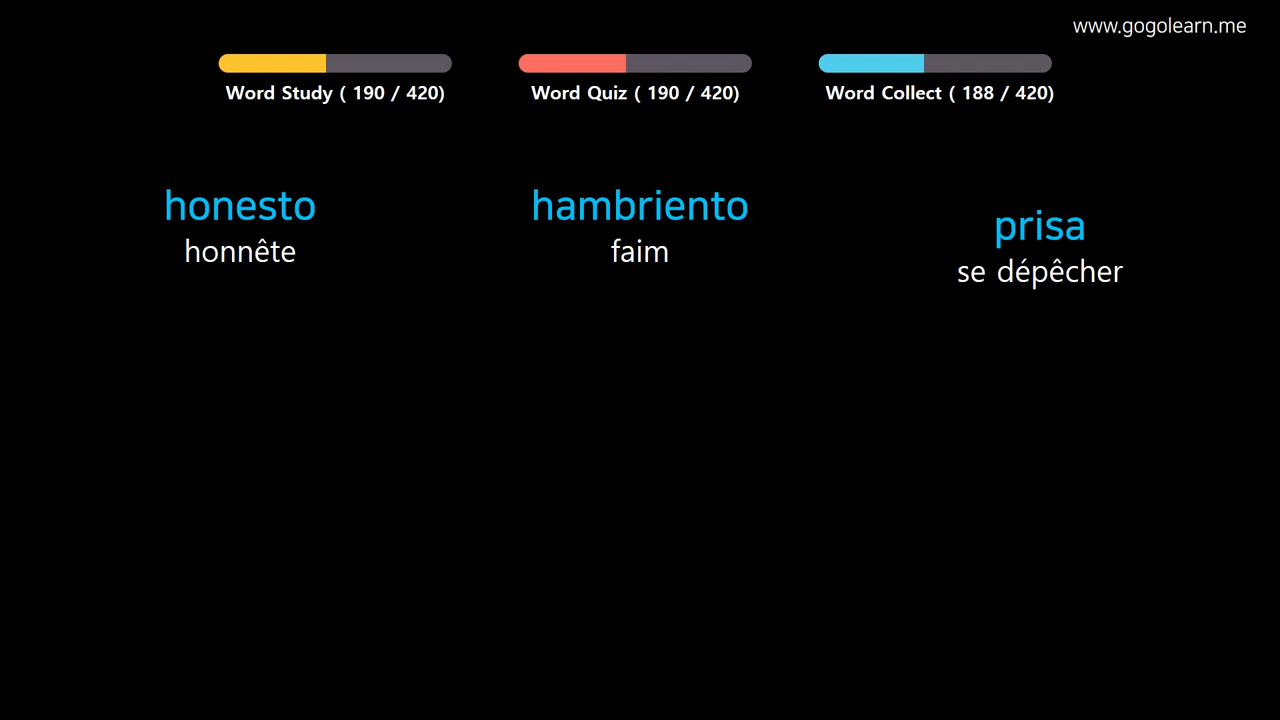 www.gogolearn.me
Word Study ( 190 / 420)
Word Quiz ( 190 / 420)
Word Collect ( 188 / 420)
honesto
honnête
hambriento
faim
prisa
se dépêcher